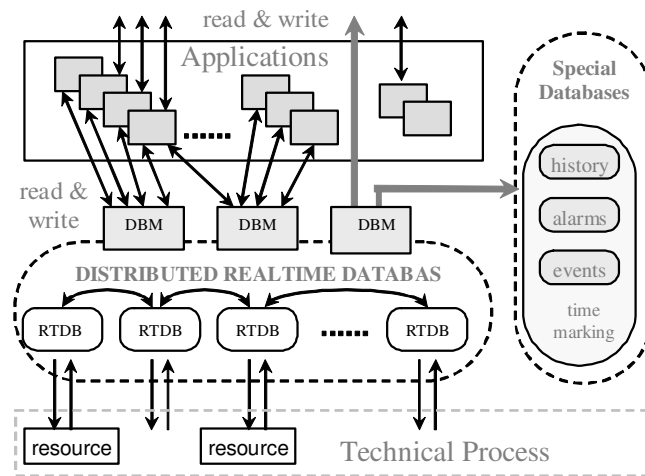 read & write
Applications
Special
Databases
history
alarms
events
time
marking
read &
write
DBM
DBM
DBM
DISTRIBUTED REALTIME DATABAS
RTDB
RTDB
RTDB
RTDB
resource
resource
Technical Process